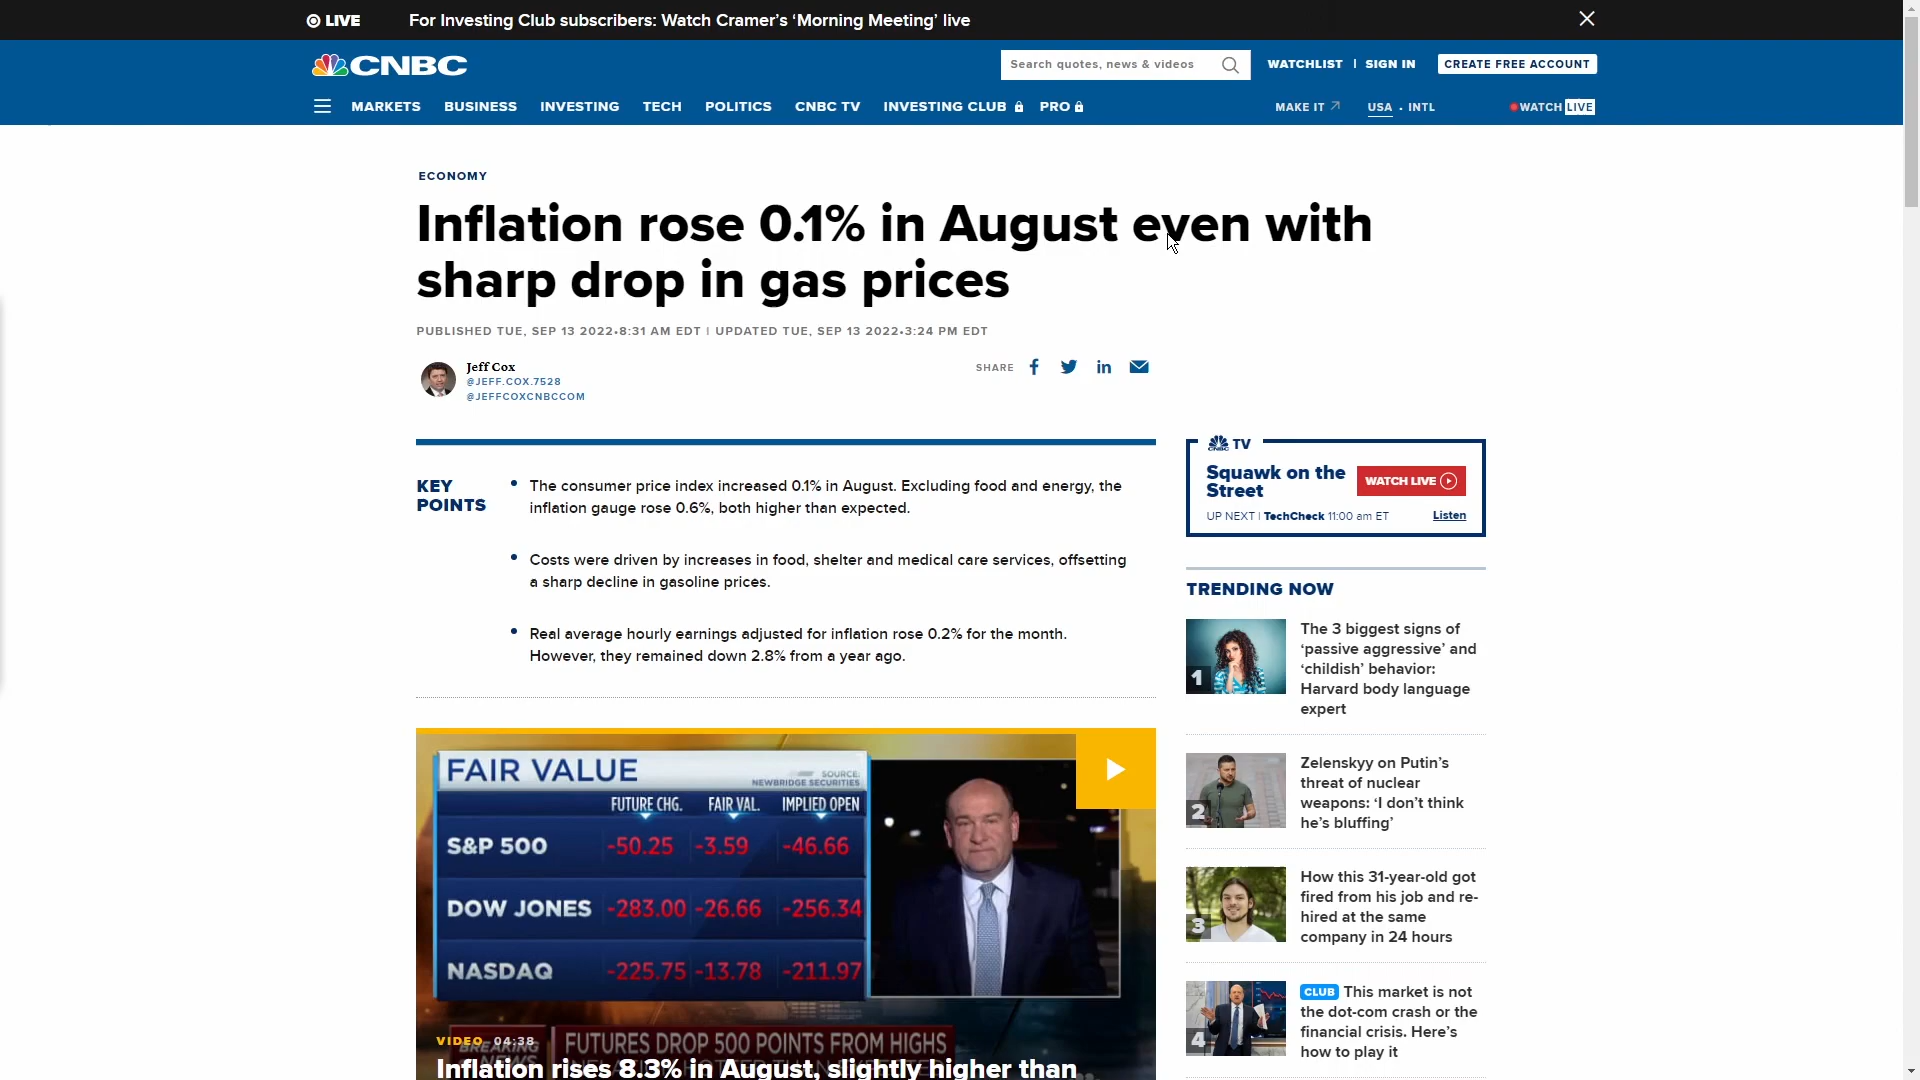 LIVE
For Investing Club subscribers: Watch Cramer’s ‘Morning Meeting’ live
CNBC
Search quotes, news & videos
WATCHLIST | SIGN IN
CREATE FREE ACCOUNT
MARKETS BUSINESS INVESTING TECH POLITICS CNBC TV INVESTING CLUB PRO
MAKE IT USA • INTL
WATCH LIVE
ECONOMY
Inflation rose 0.1% in August even with
sharp drop in gas prices
PUBLISHED TUE, SEP 13 2022•8:31 AM EDT | UPDATED TUE, SEP 13 2022•3:24 PM EDT
Jeff Cox
@JEFF.COX.7528
@JEFFCOXCNBCCOM
SHARE
KEY
POINTS
The consumer price index increased 0.1% in August. Excluding food and energy, the
inflation gauge rose 0.6%, both higher than expected.
Costs were driven by increases in food, shelter and medical care services, offsetting
a sharp decline in gasoline prices.
Real average hourly earnings adjusted for inflation rose 0.2% for the month.
However, they remained down 2.8% from a year ago.
FAIR VALUE
SOURCE:
NEWBRIDGE SECURITIES
FUTURE CHG. FAIR VAL. IMPLIED OPEN
S&P 500 -50.25 -3.59 -46.66
DOW JONES -283.00 -26.66 -256.34
NASDAQ -225.75 -13.78 -211.97
BREAKING
NEWS
FUTURES DROP 500 POINTS FROM HIGHS
VIDEO 04:38
Inflation rises 8.3% in August, slightly higher than
TV
Squawk on the
Street
WATCH LIVE
UP NEXT | TechCheck 11:00 am ET
Listen
TRENDING NOW
1
The 3 biggest signs of
‘passive aggressive’ and
‘childish’ behavior:
Harvard body language
expert
2
Zelenskyy on Putin’s
threat of nuclear
weapons: ‘I don’t think
he’s bluffing’
3
How this 31-year-old got
fired from his job and re-
hired at the same
company in 24 hours
4
CLUB This market is not
the dot-com crash or the
financial crisis. Here’s
how to play it